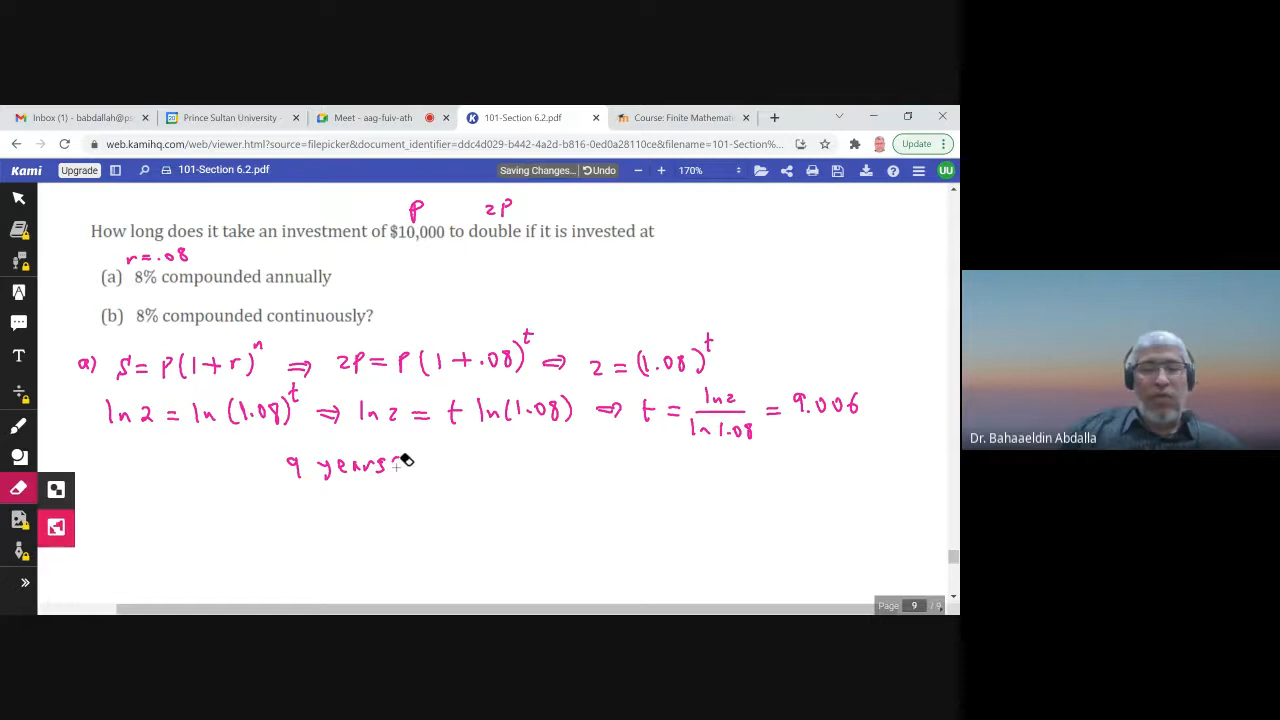 Inbox (1) - babdallah@ps
Prince Sultan University -
Meet - aag-fuiv-ath
101-Section 6.2.pdf
Course: Finite Mathemati
web.kamihq.com/web/viewer.html?source=filepicker&document_identifier=ddc4d029-b442-4a2d-b816-0ed0a28110ce&filename=101-Section%...
Update
Kami
Upgrade
101-Section 6.2.pdf
Saving Changes...
Undo
170%
UU
P 2P
How long does it take an investment of $10,000 to double if it is invested at
r = .08
(a) 8% compounded annually
(b) 8% compounded continuously?
a) S = P(1+r)^n ⇒ 2P = P(1+.08)^t ⇒ 2 = (1.08)^t
ln 2 = ln (1.08)^t ⇒ ln 2 = t ln(1.08) ⇒ t = ln2 / ln 1.08 = 9.006
9 years
Page 9 / 9
Dr. Bahaaeldin Abdalla